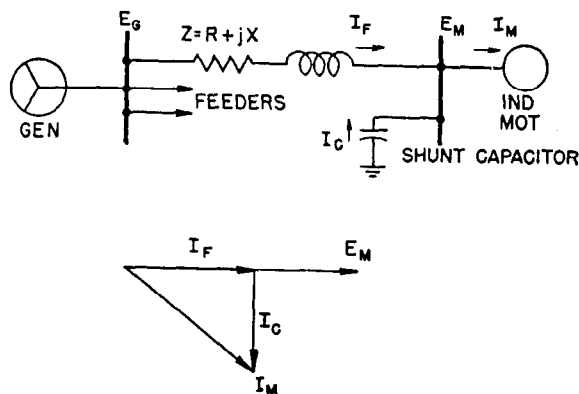 E_G
Z=R+jX
I_F
E_M
I_M
GEN
FEEDERS
I_C
IND
MOT
SHUNT CAPACITOR
I_F
E_M
I_C
I_M